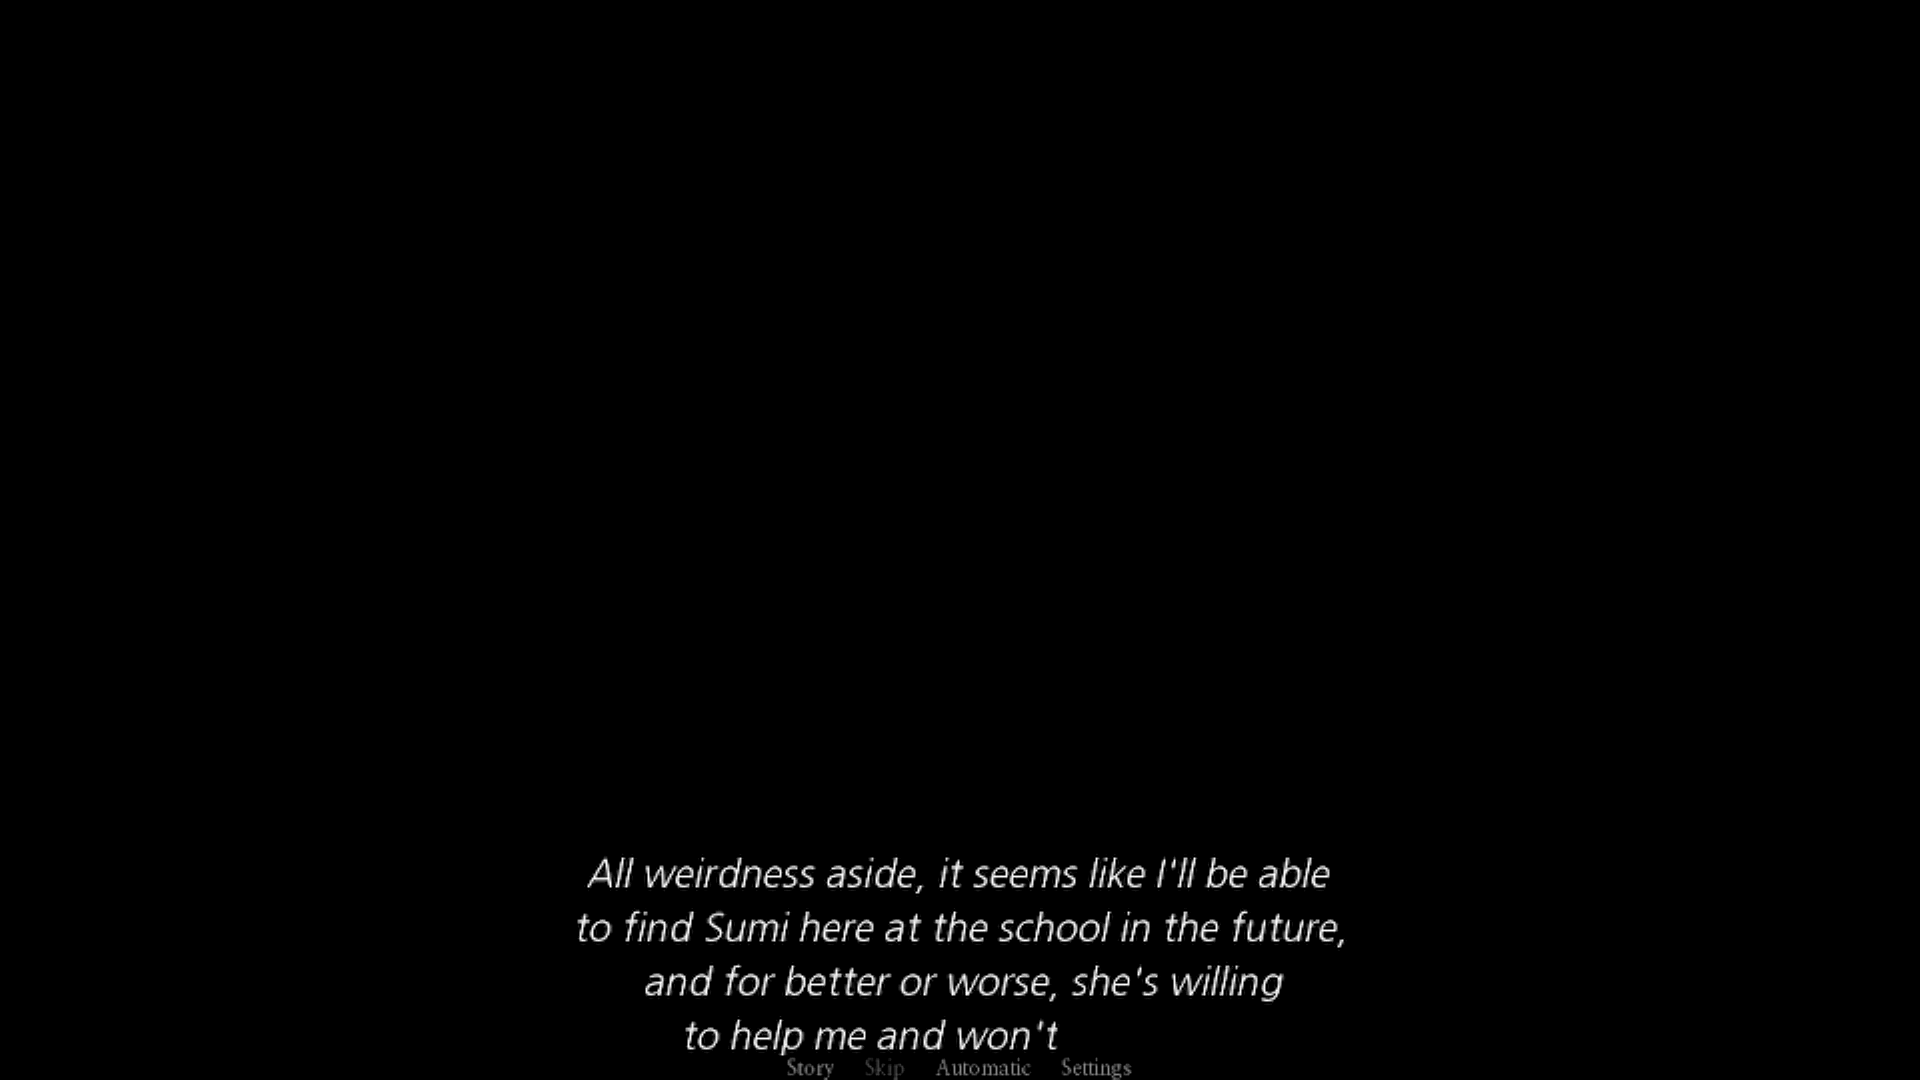 All weirdness aside, it seems like I'll be able
to find Sumi here at the school in the future,
and for better or worse, she's willing
to help me and won't
Story Skip Automatic Settings